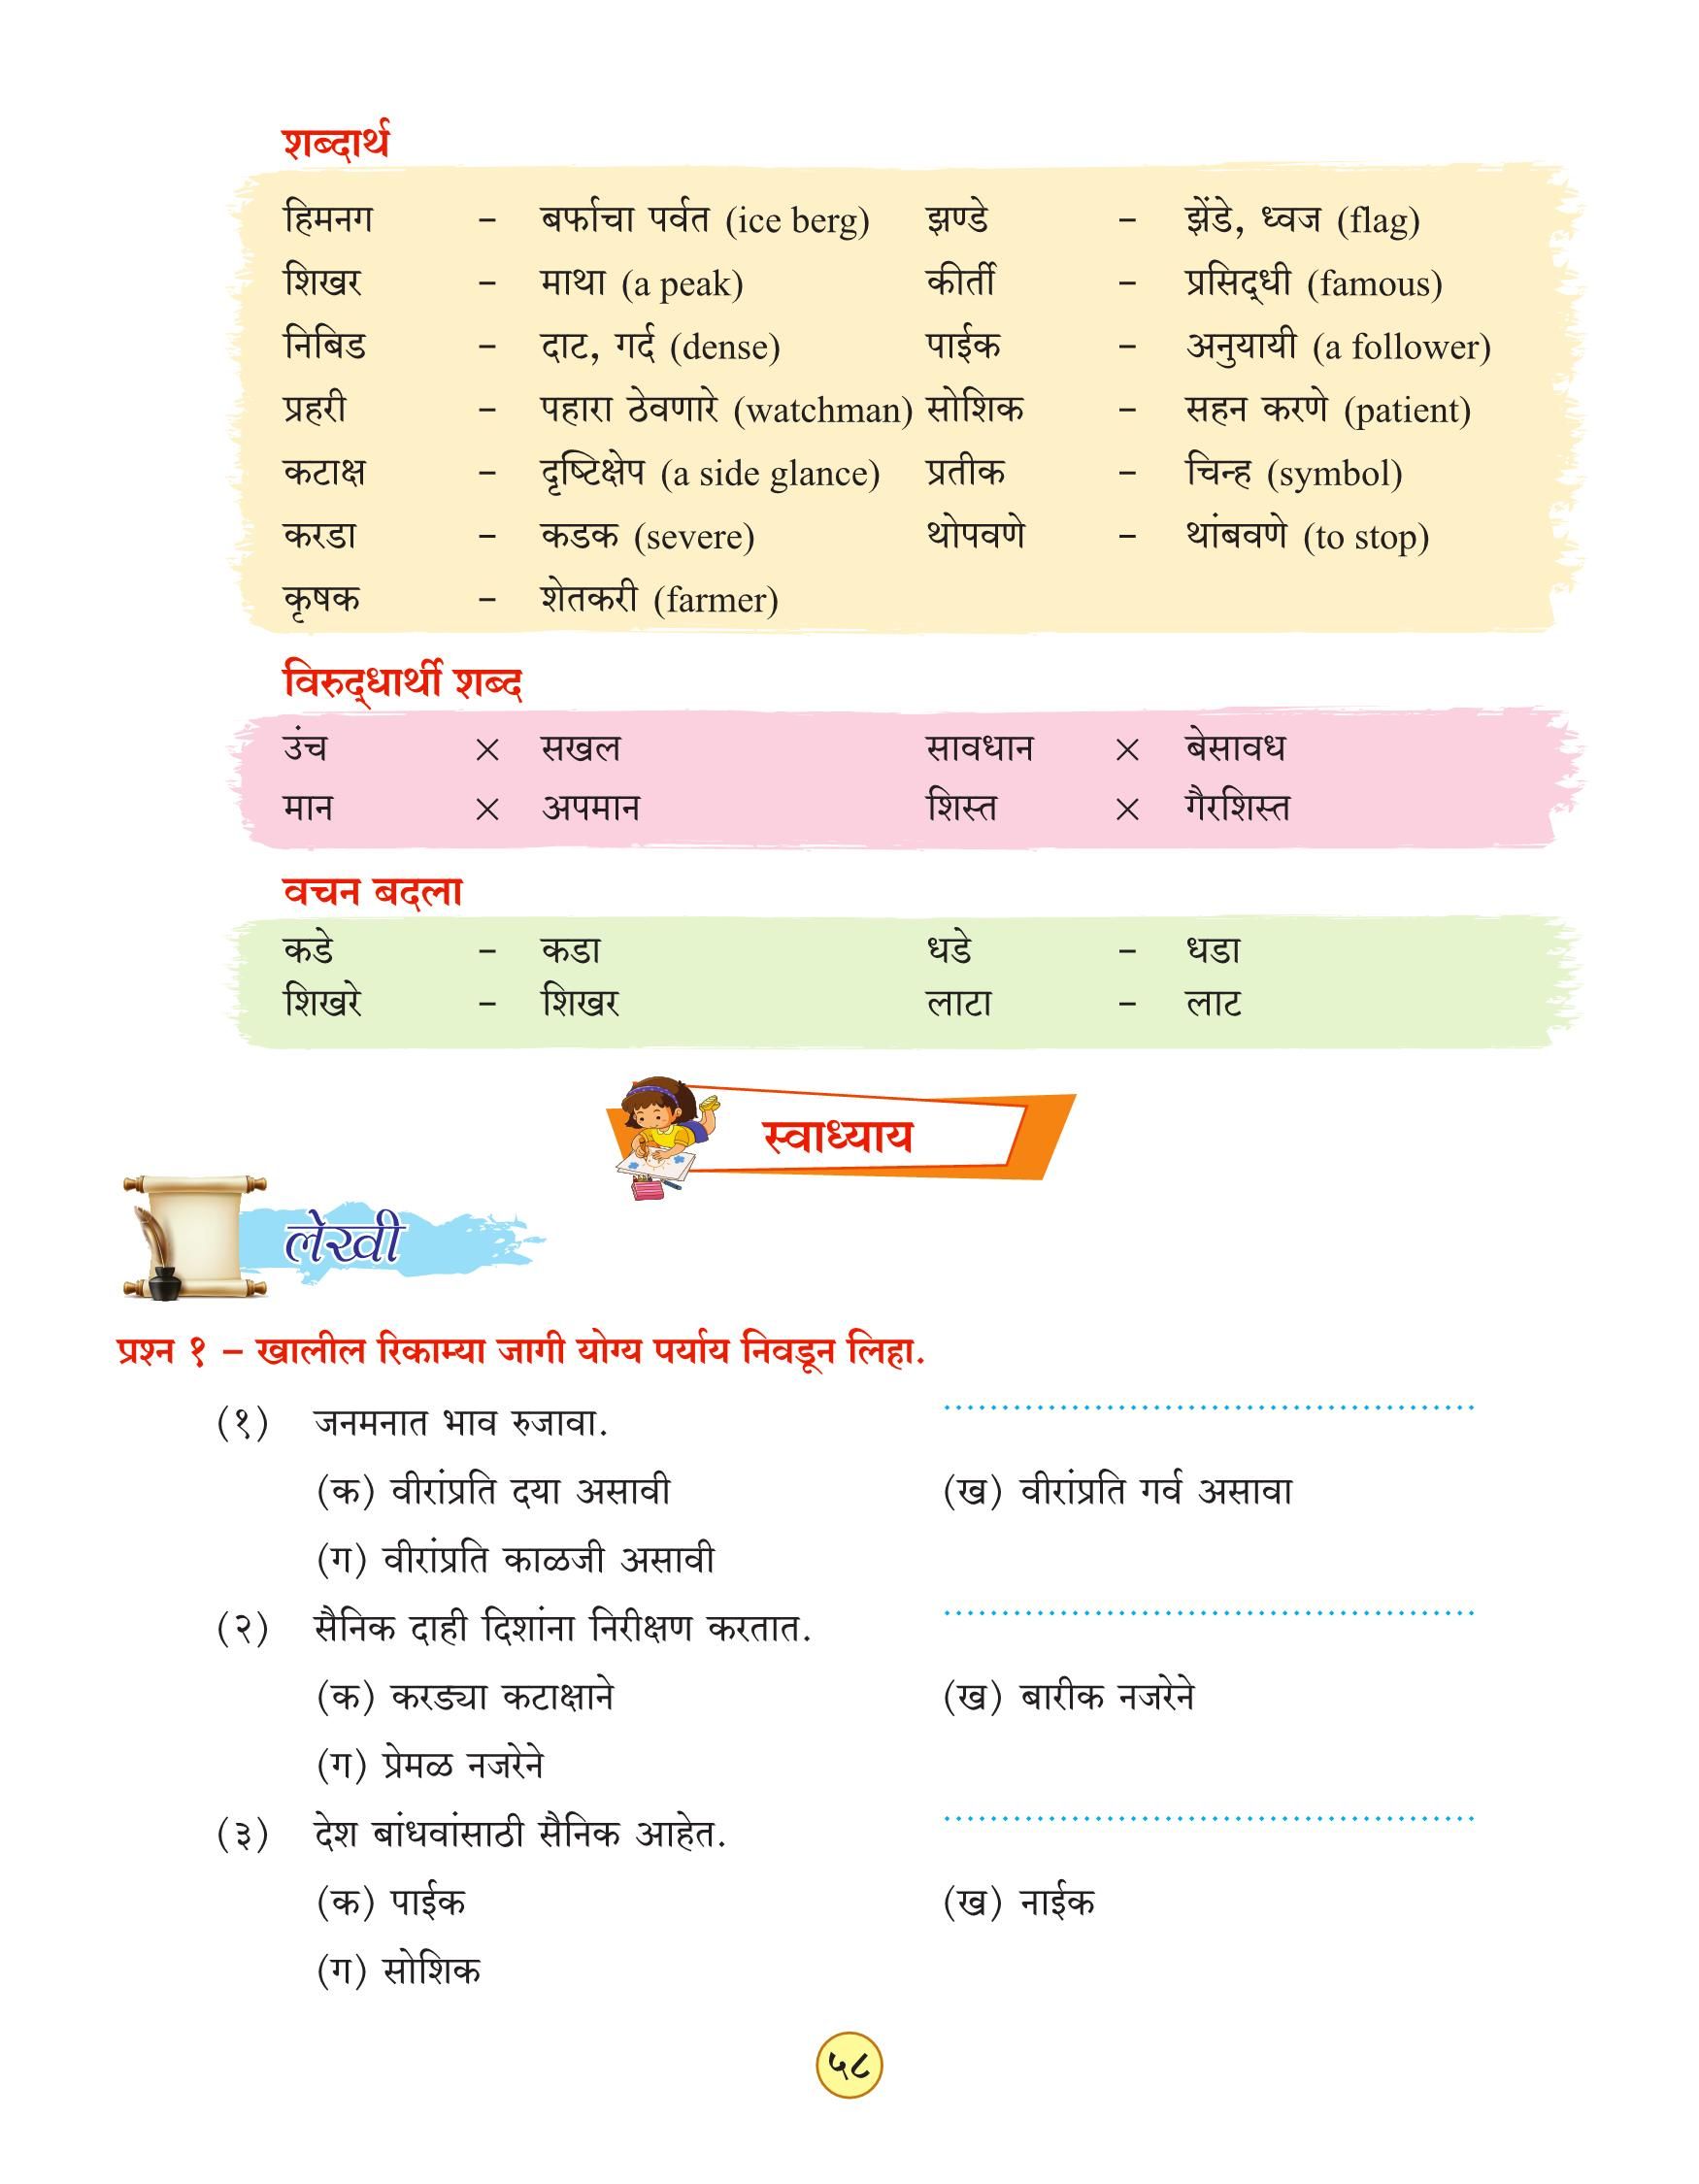 शब्दार्थ
हिमनग – बर्फाचा पर्वत (ice berg) झण्डे – झेंडे, ध्वज (flag)
शिखर – माथा (a peak) कीर्ती – प्रसिद्‌धी (famous)
निबिड – दाट, गर्द (dense) पाईक – अनुयायी (a follower)
प्रहरी – पहारा ठेवणारे (watchman) सोशिक – सहन करणे (patient)
कटाक्ष – दृष्टिक्षेप (a side glance) प्रतीक – चिन्ह (symbol)
करडा – कडक (severe) थोपवणे – थांबवणे (to stop)
कृषक – शेतकरी (farmer)
विरुद्‌धार्थी शब्द
उंच × सखल सावधान × बेसावध
मान × अपमान शिस्त × गैरशिस्त
वचन बदला
कडे – कडा धडे – धडा
शिखरे – शिखर लाटा – लाट
स्वाध्याय
लेखी
प्रश्न १ – खालील रिकाम्या जागी योग्य पर्याय निवडून लिहा.
(१) जनमनात भाव रुजावा. ..............................................
(क) वीरांप्रति दया असावी (ख) वीरांप्रति गर्व असावा
(ग) वीरांप्रति काळजी असावी
(२) सैनिक दाही दिशांना निरीक्षण करतात. ..............................................
(क) करड्या कटाक्षाने (ख) बारीक नजरेने
(ग) प्रेमळ नजरेने
(३) देश बांधवांसाठी सैनिक आहेत. ..............................................
(क) पाईक (ख) नाईक
(ग) सोशिक
५८